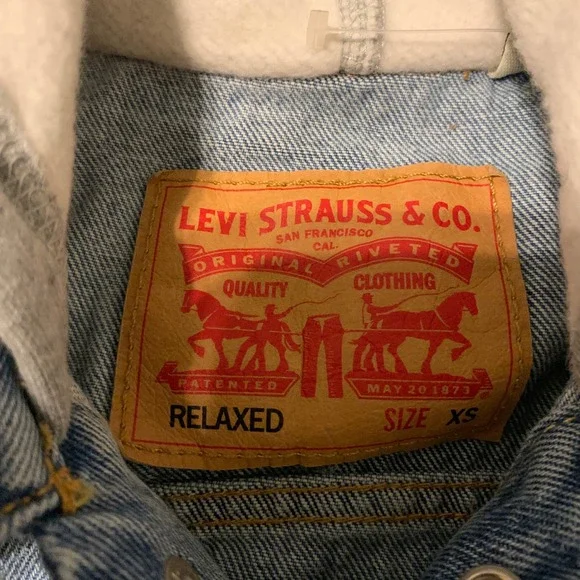 LEVI STRAUSS & CO.
SAN FRANCISCO
CAL.
ORIGINAL RIVETED
QUALITY CLOTHING
PATENTED MAY 20 1873
RELAXED SIZE XS